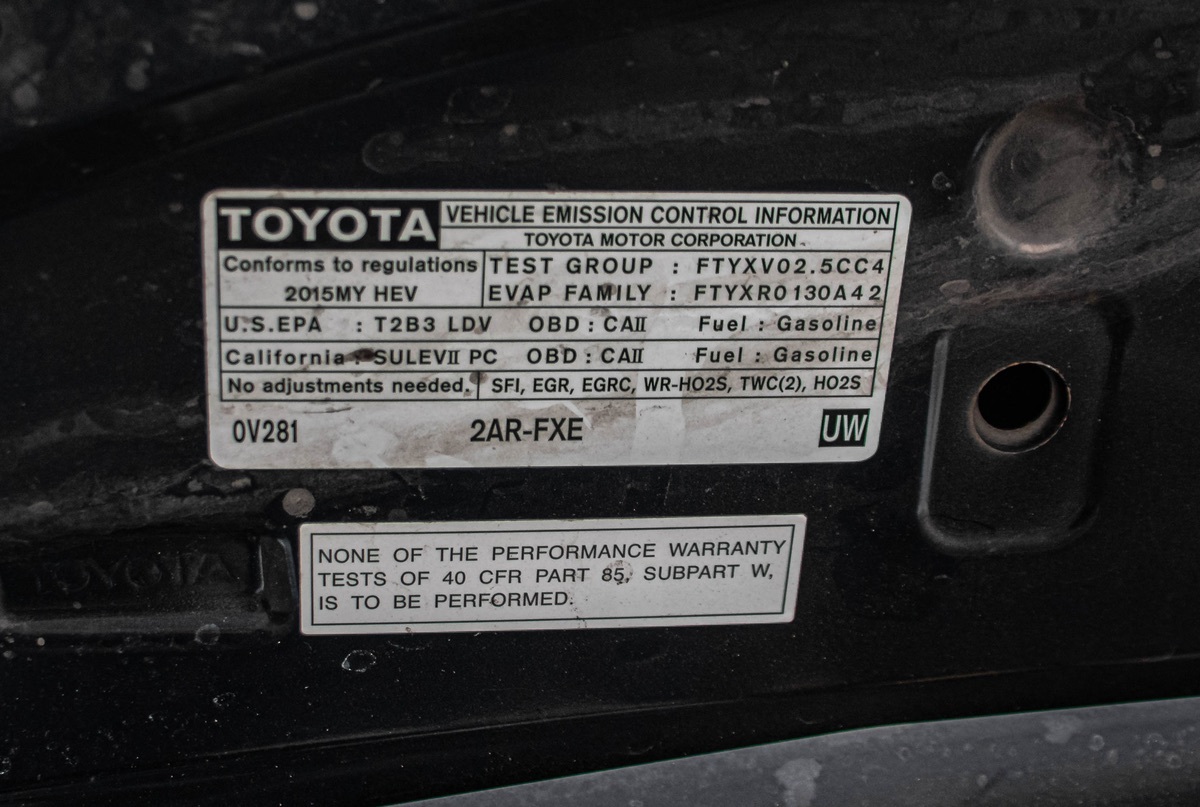 TOYOTA VEHICLE EMISSION CONTROL INFORMATION
TOYOTA MOTOR CORPORATION
Conforms to regulations TEST GROUP : FTYXV02.5CC4
2015MY HEV EVAP FAMILY : FTYXR0130A42
U.S.EPA : T2B3 LDV OBD : CAII Fuel : Gasoline
California : SULEVII PC OBD : CAII Fuel : Gasoline
No adjustments needed. SFI, EGR, EGRC, WR-HO2S, TWC(2), HO2S
0V281 2AR-FXE UW
NONE OF THE PERFORMANCE WARRANTY
TESTS OF 40 CFR PART 85, SUBPART W,
IS TO BE PERFORMED.
TOYOTA